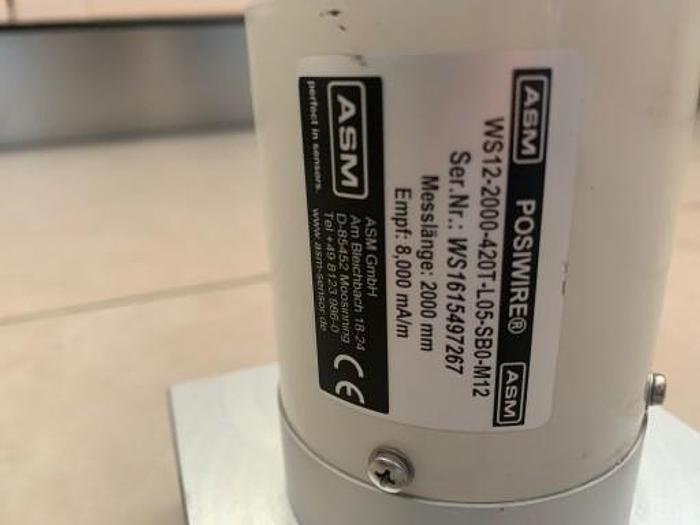 ASM POSIWIRE® ASM
WS12-2000-420T-L05-SB0-M12
Ser.Nr.: WS1615497267
Messlänge: 2000 mm
Empf: 8,000 mA/m
ASM
perfect in sensors.
ASM GmbH
Am Bleichbach 18-24
D-85452 Moosinning
Tel +49 8123 986-0
www.asm-sensor.de
CE